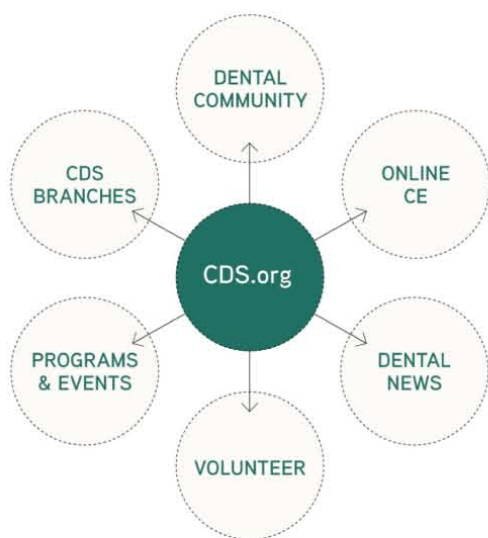 DENTAL
COMMUNITY
CDS
BRANCHES
ONLINE
CE
CDS.org
PROGRAMS
& EVENTS
DENTAL
NEWS
VOLUNTEER